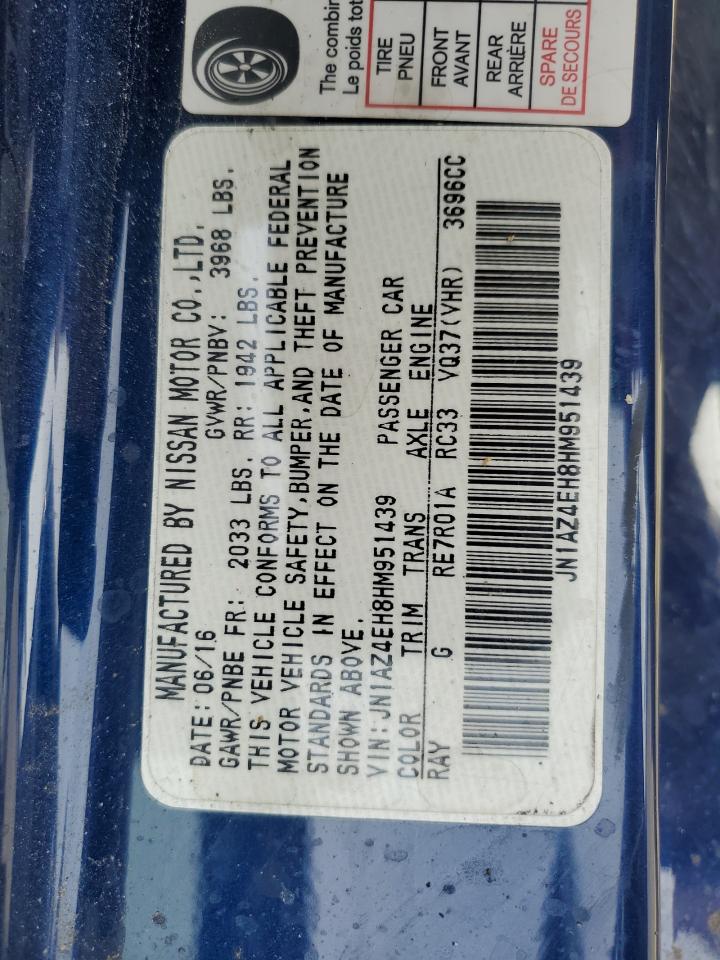 The combin
Le poids tot
TIRE
PNEU
FRONT
AVANT
REAR
ARRIÈRE
SPARE
DE SECOURS
MANUFACTURED BY NISSAN MOTOR CO.,LTD.
DATE: 06/16 GVWR/PNBV: 3968 LBS.
GAWR/PNBE FR: 2033 LBS. RR: 1942 LBS.
THIS VEHICLE CONFORMS TO ALL APPLICABLE FEDERAL
MOTOR VEHICLE SAFETY,BUMPER,AND THEFT PREVENTION
STANDARDS IN EFFECT ON THE DATE OF MANUFACTURE
SHOWN ABOVE.
VIN:JN1AZ4EH8HM951439 PASSENGER CAR
COLOR TRIM TRANS AXLE ENGINE
RAY G RE7R01A RC33 VQ37(VHR) 3696CC
JN1AZ4EH8HM951439